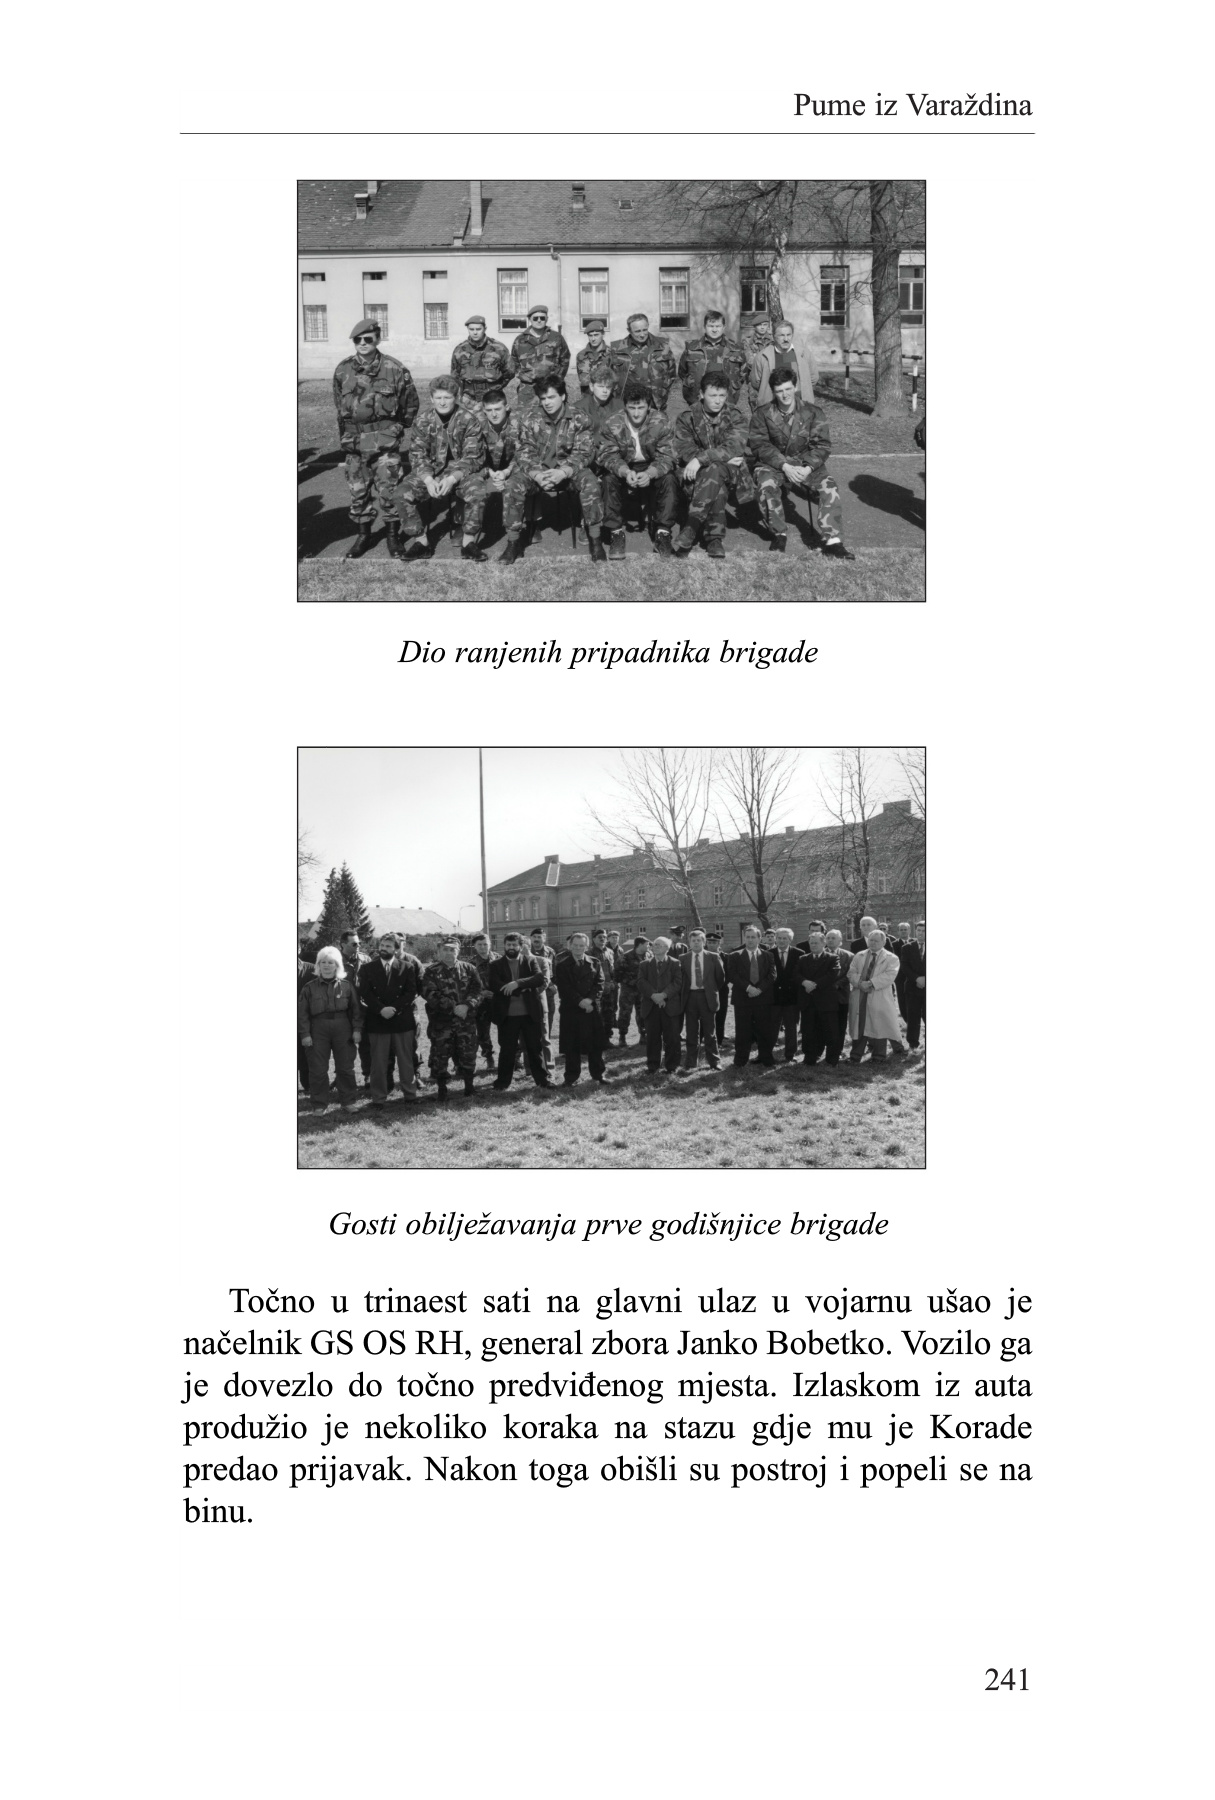 Pume iz Varaždina
Dio ranjenih pripadnika brigade
Gosti obilježavanja prve godišnjice brigade
Točno u trinaest sati na glavni ulaz u vojarnu ušao je
načelnik GS OS RH, general zbora Janko Bobetko. Vozilo ga
je dovezlo do točno predviđenog mjesta. Izlaskom iz auta
produžio je nekoliko koraka na stazu gdje mu je Korade
predao prijavak. Nakon toga obišli su postroj i popeli se na
binu.
241